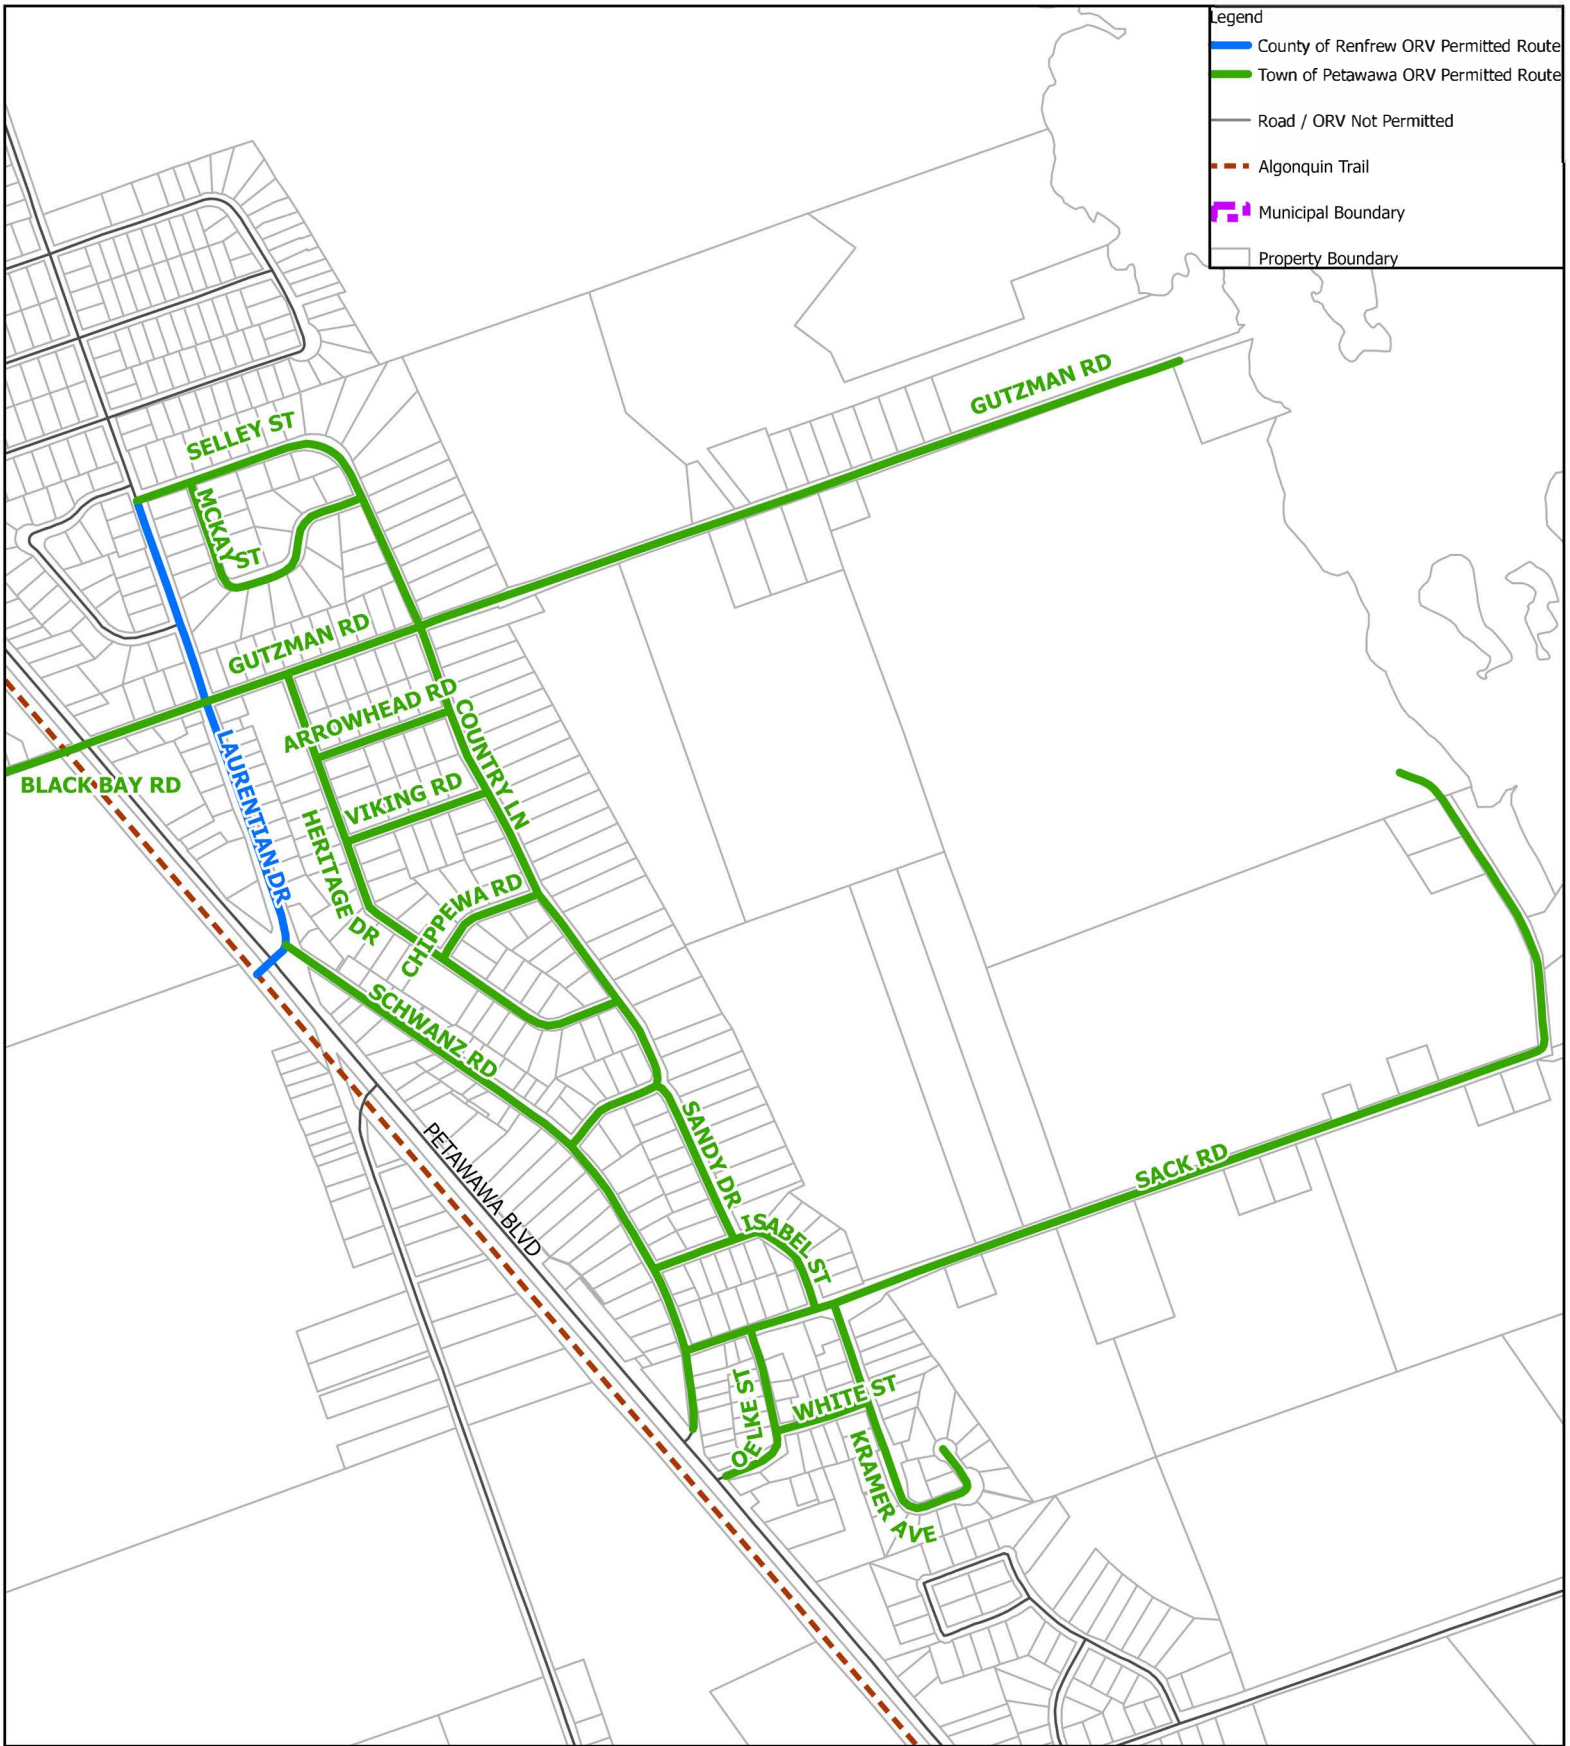 Legend
County of Renfrew ORV Permitted Route
Town of Petawawa ORV Permitted Route
Road / ORV Not Permitted
Algonquin Trail
Municipal Boundary
Property Boundary
GUTZMAN RD
SELLEY ST
MCKAY ST
GUTZMAN RD
ARROWHEAD RD
COUNTRY LN
LAURENTIAN DR
BLACK BAY RD
VIKING RD
HERITAGE DR
CHIPPEWA RD
SCHWANZ RD
PETAWAWA BLVD
SANDY DR
SACK RD
ISABEL ST
OELKE ST
WHITE ST
KRAMER AVE